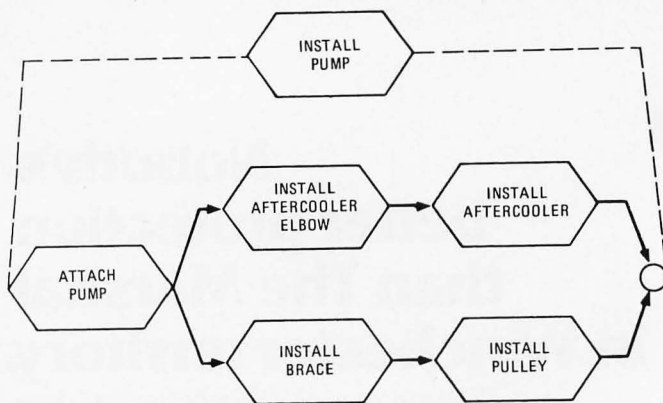 INSTALL
PUMP
INSTALL
AFTERCOOLER
ELBOW
INSTALL
AFTERCOOLER
ATTACH
PUMP
INSTALL
BRACE
INSTALL
PULLEY